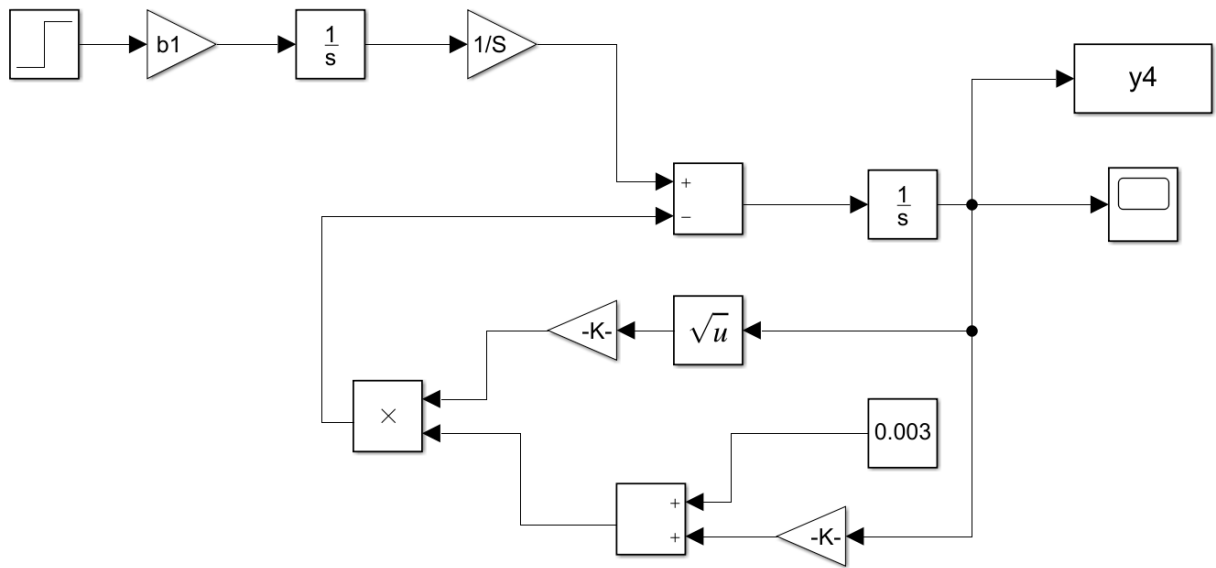 b1
1
s
1/S
y4
+
−
1
s
-K-
√u
×
0.003
+
+
-K-